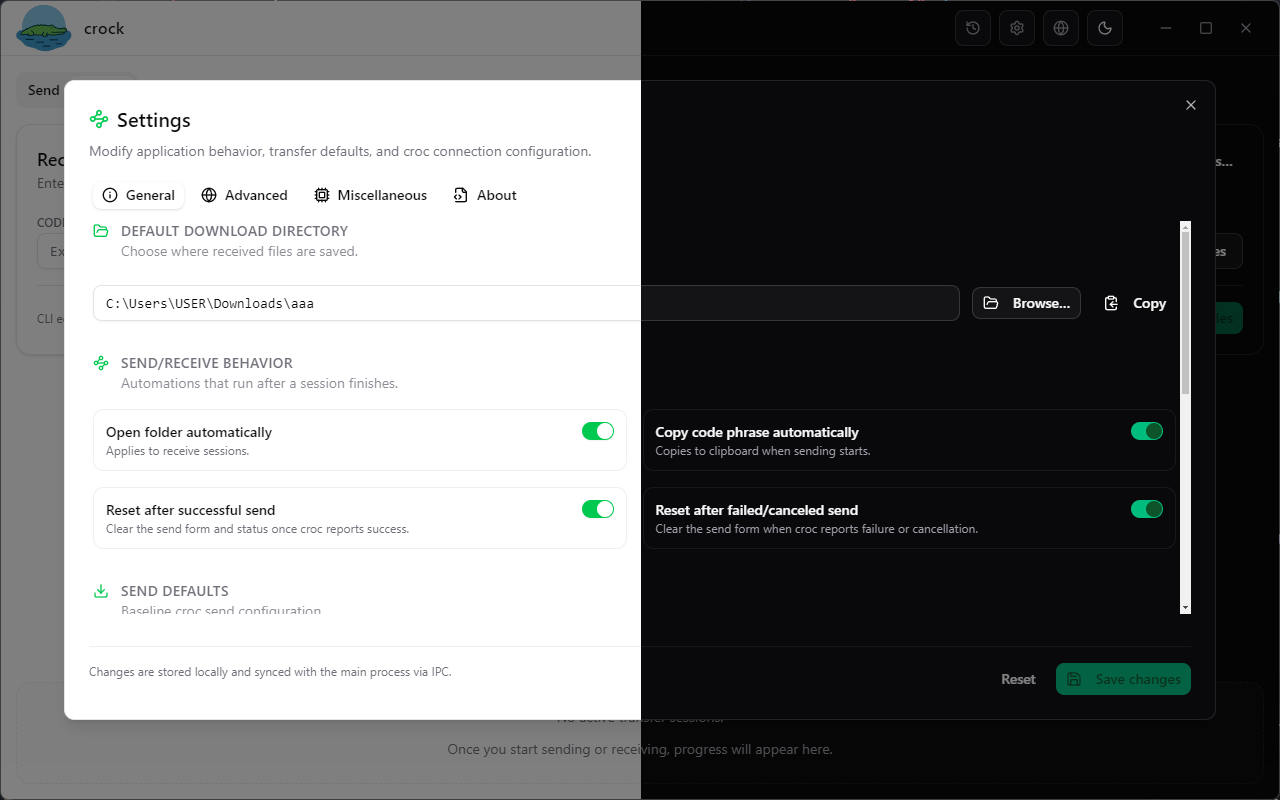 crock
Send
Rec
Ente
CODE
Ex
CLI e
s...
es
les
Settings
Modify application behavior, transfer defaults, and croc connection configuration.
General Advanced Miscellaneous About
DEFAULT DOWNLOAD DIRECTORY
Choose where received files are saved.
C:\Users\USER\Downloads\aaa Browse... Copy
SEND/RECEIVE BEHAVIOR
Automations that run after a session finishes.
Open folder automatically
Applies to receive sessions.
Copy code phrase automatically
Copies to clipboard when sending starts.
Reset after successful send
Clear the send form and status once croc reports success.
Reset after failed/canceled send
Clear the send form when croc reports failure or cancellation.
SEND DEFAULTS
Baseline croc send configuration
Changes are stored locally and synced with the main process via IPC.
Reset Save changes
No active transfer sessions.
Once you start sending or receiving, progress will appear here.